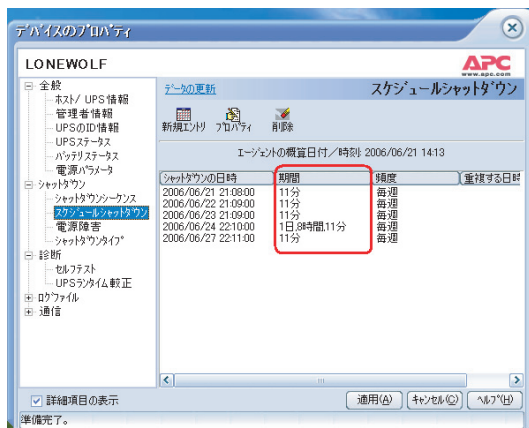 デバイスのプロパティ
LONEWOLF
APC
www.apc.com
全般
ホスト/ UPS情報
管理者情報
UPSのID情報
UPSステータス
バッテリステータス
電源パラメータ
シャットダウン
シャットダウンシーケンス
スケジュールシャットダウン
電源障害
シャットダウンタイプ
診断
セルフテスト
UPSランタイム較正
ログファイル
通信
データの更新
スケジュールシャットダウン
新規エントリ プロパティ 削除
エージェントの概算日付/時刻: 2006/06/21 14:13
シャットダウンの日時 期間 頻度 重複する日時
2006/06/21 21:08:00 11分 毎週
2006/06/22 21:09:00 11分 毎週
2006/06/23 21:09:00 11分 毎週
2006/06/24 22:10:00 1日,8時間,11分 毎週
2006/06/27 22:11:00 11分 毎週
詳細項目の表示
適用(A) キャンセル(C) ヘルプ(H)
準備完了。